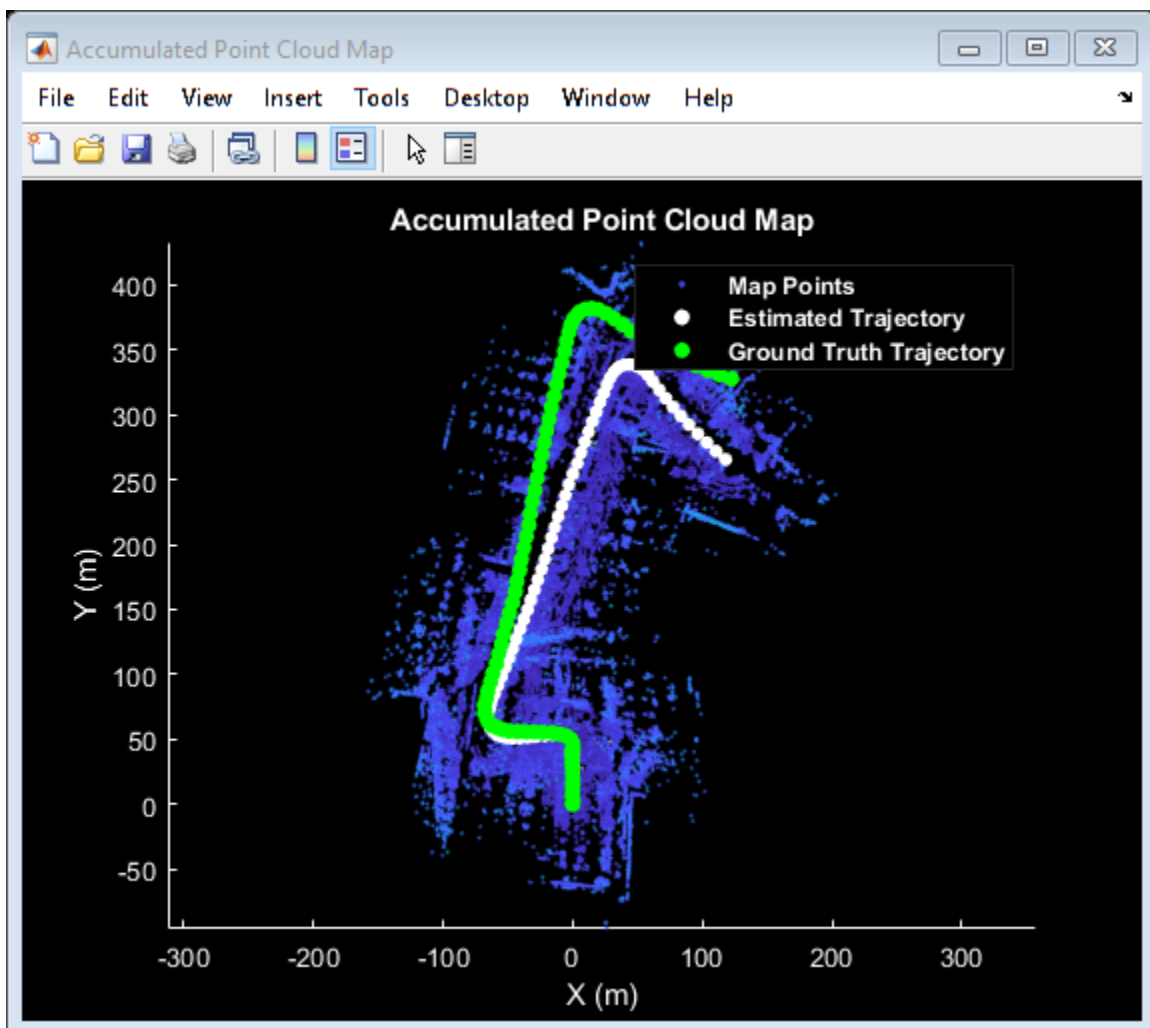 Accumulated Point Cloud Map
File Edit View Insert Tools Desktop Window Help
Accumulated Point Cloud Map
Map Points
Estimated Trajectory
Ground Truth Trajectory
400
350
300
250
200
150
100
50
0
-50
Y (m)
-300 -200 -100 0 100 200 300
X (m)